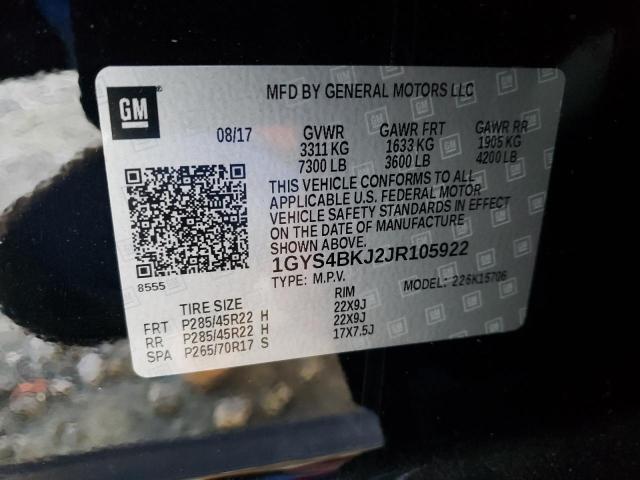 GM
MFD BY GENERAL MOTORS LLC
08/17 GVWR GAWR FRT GAWR RR
3311 KG 1633 KG 1905 KG
7300 LB 3600 LB 4200 LB
THIS VEHICLE CONFORMS TO ALL
APPLICABLE U.S. FEDERAL MOTOR
VEHICLE SAFETY STANDARDS IN EFFECT
ON THE DATE OF MANUFACTURE
SHOWN ABOVE.
1GYS4BKJ2JR105922
TYPE: M.P.V. MODEL: 226K15706
8555
TIRE SIZE RIM
FRT P285/45R22 H 22X9J
RR P285/45R22 H 22X9J
SPA P265/70R17 S 17X7.5J